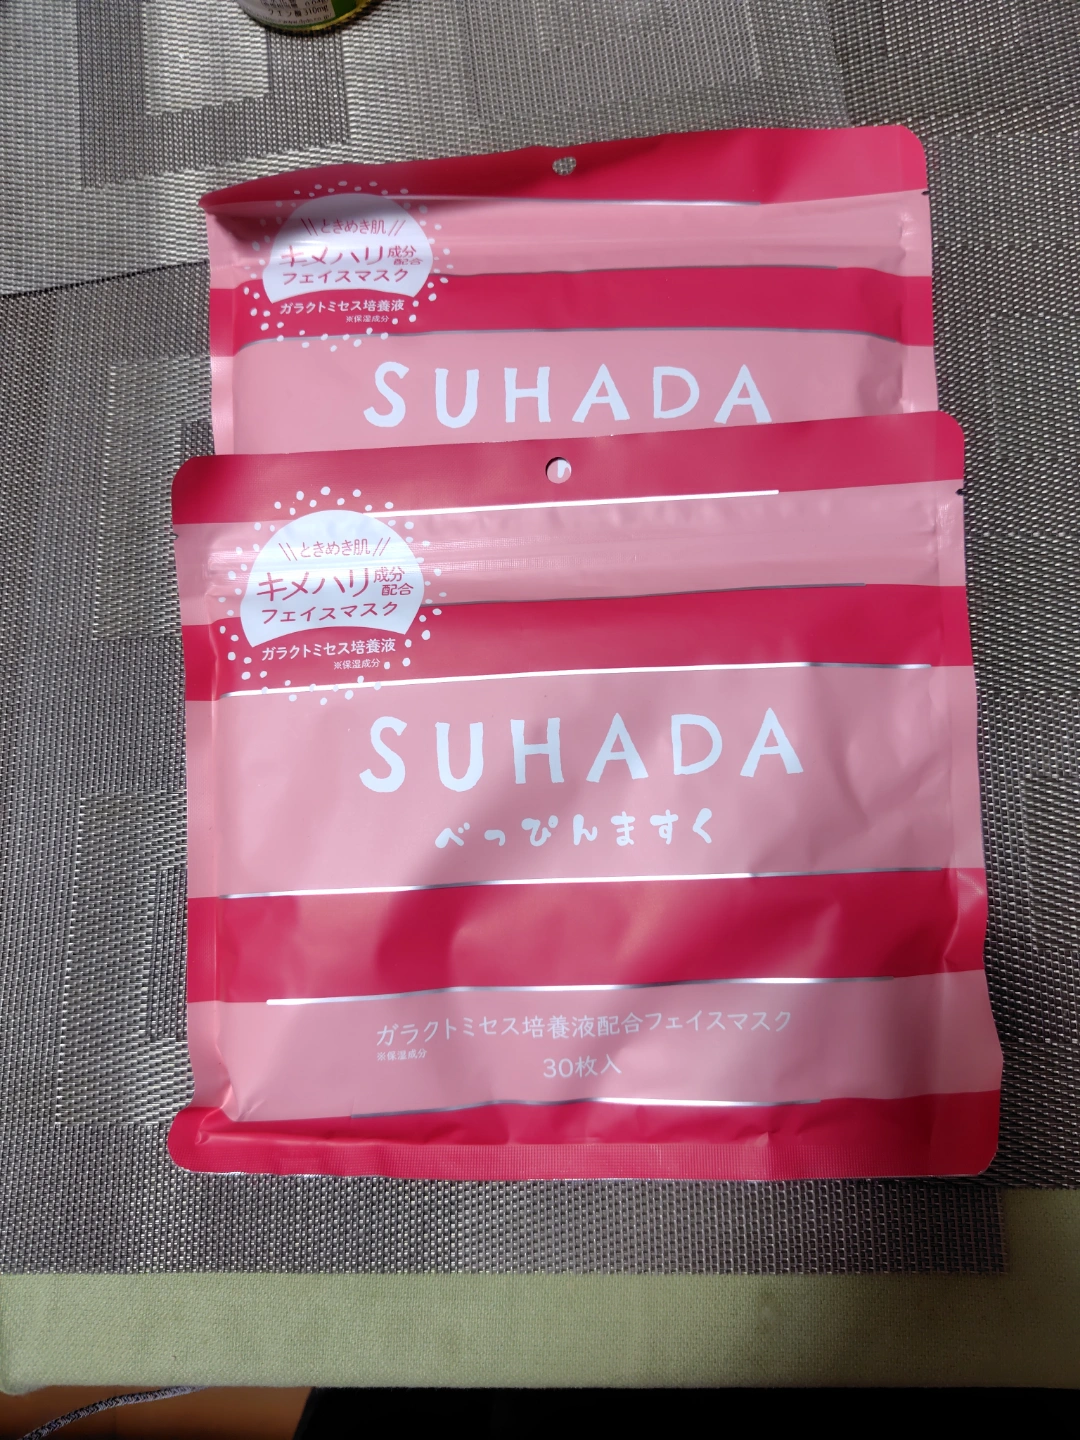 310mg
\\ときめき肌//
キメハリ成分配合
フェイスマスク
ガラクトミセス培養液
※保湿成分
SUHADA
\\ときめき肌//
キメハリ成分配合
フェイスマスク
ガラクトミセス培養液
※保湿成分
SUHADA
べっぴんますく
ガラクトミセス培養液配合フェイスマスク
※保湿成分
30枚入